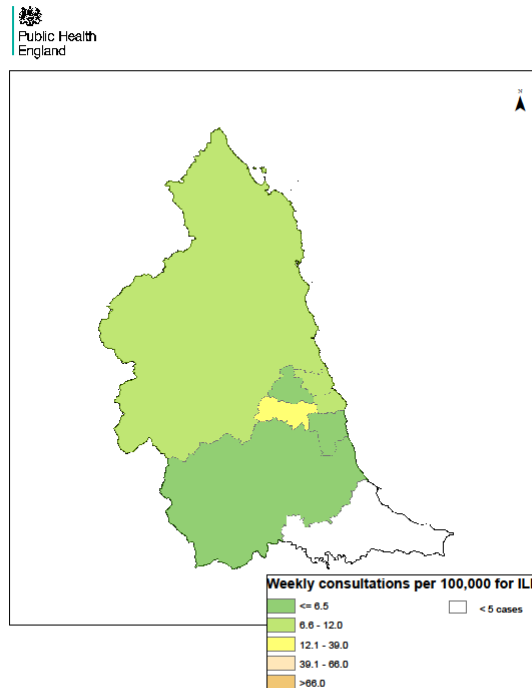 Public Health
England
N
Weekly consultations per 100,000 for ILI
<= 6.5
< 5 cases
6.6 - 12.0
12.1 - 39.0
39.1 - 66.0
>66.0